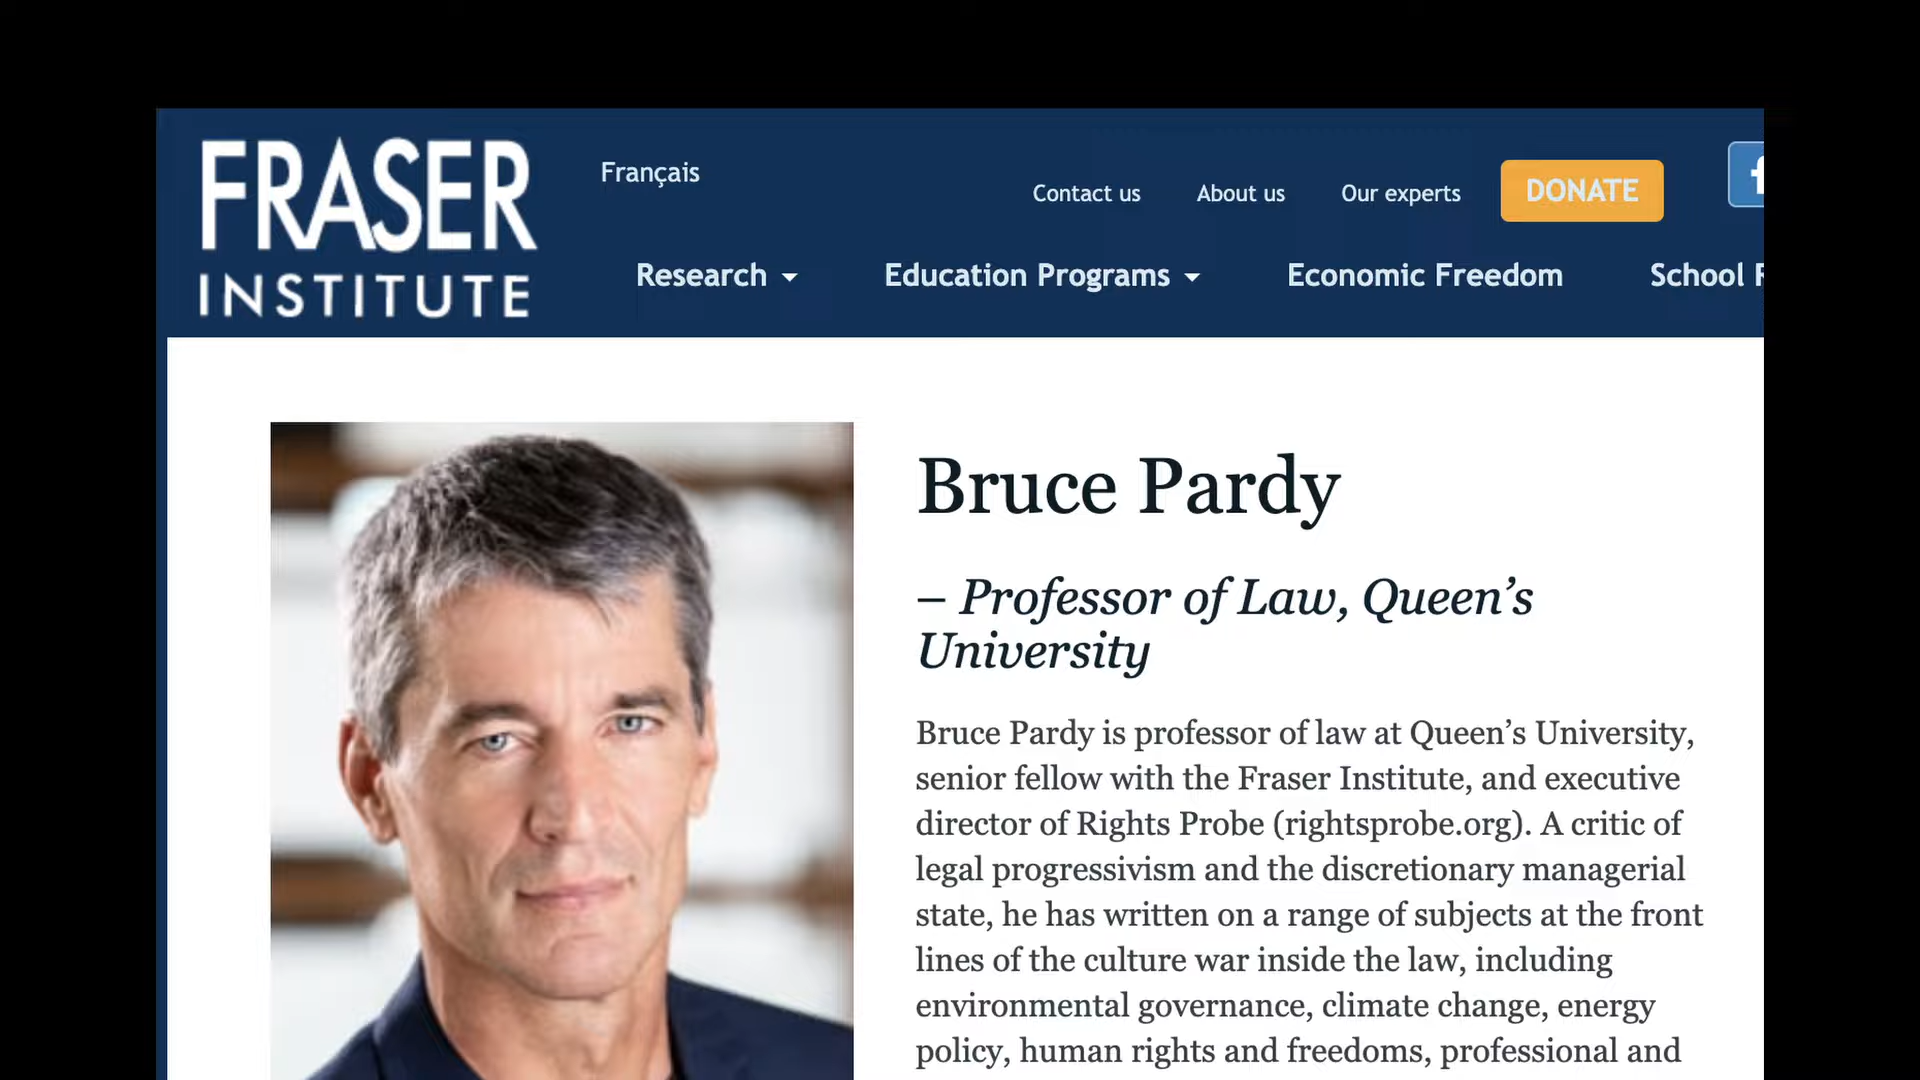 FRASER
INSTITUTE
Français
Contact us
About us
Our experts
DONATE
f
Research
Education Programs
Economic Freedom
School
Bruce Pardy
– Professor of Law, Queen’s
University
Bruce Pardy is professor of law at Queen’s University,
senior fellow with the Fraser Institute, and executive
director of Rights Probe (rightsprobe.org). A critic of
legal progressivism and the discretionary managerial
state, he has written on a range of subjects at the front
lines of the culture war inside the law, including
environmental governance, climate change, energy
policy, human rights and freedoms, professional and